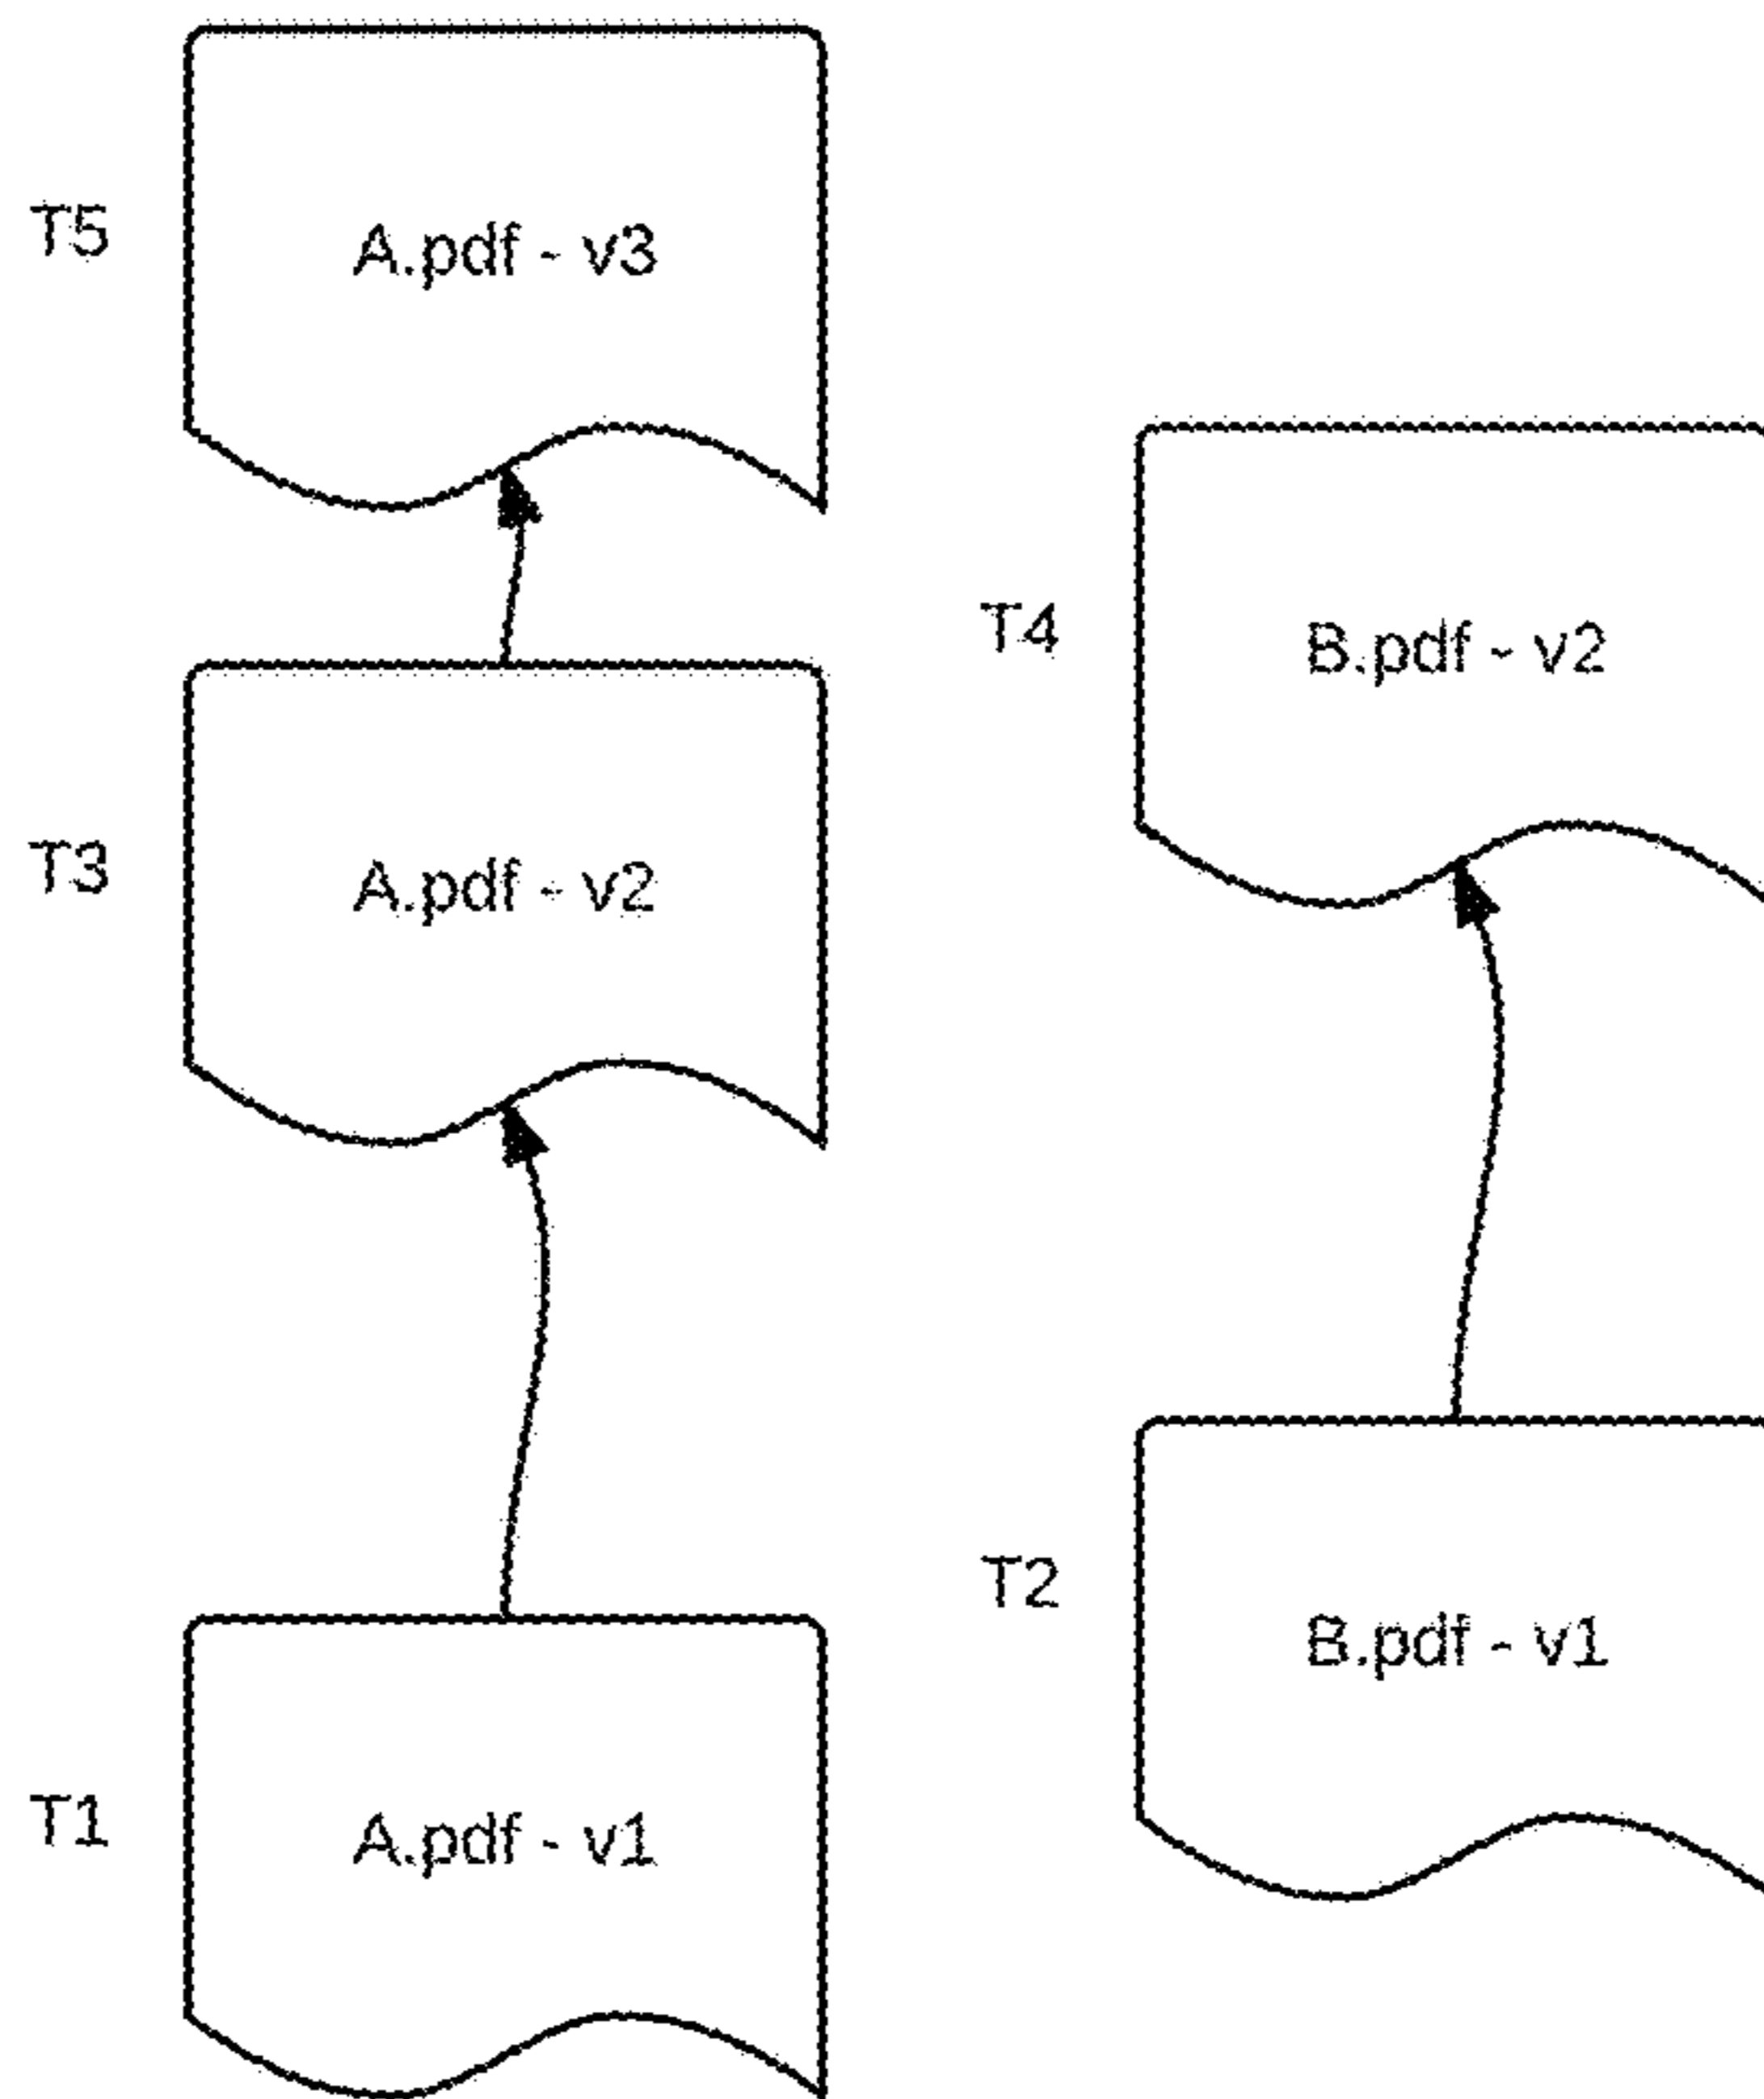 T5
A.pdf - v3
T4
B.pdf - v2
T3
A.pdf - v2
T2
B.pdf - v1
T1
A.pdf - v1